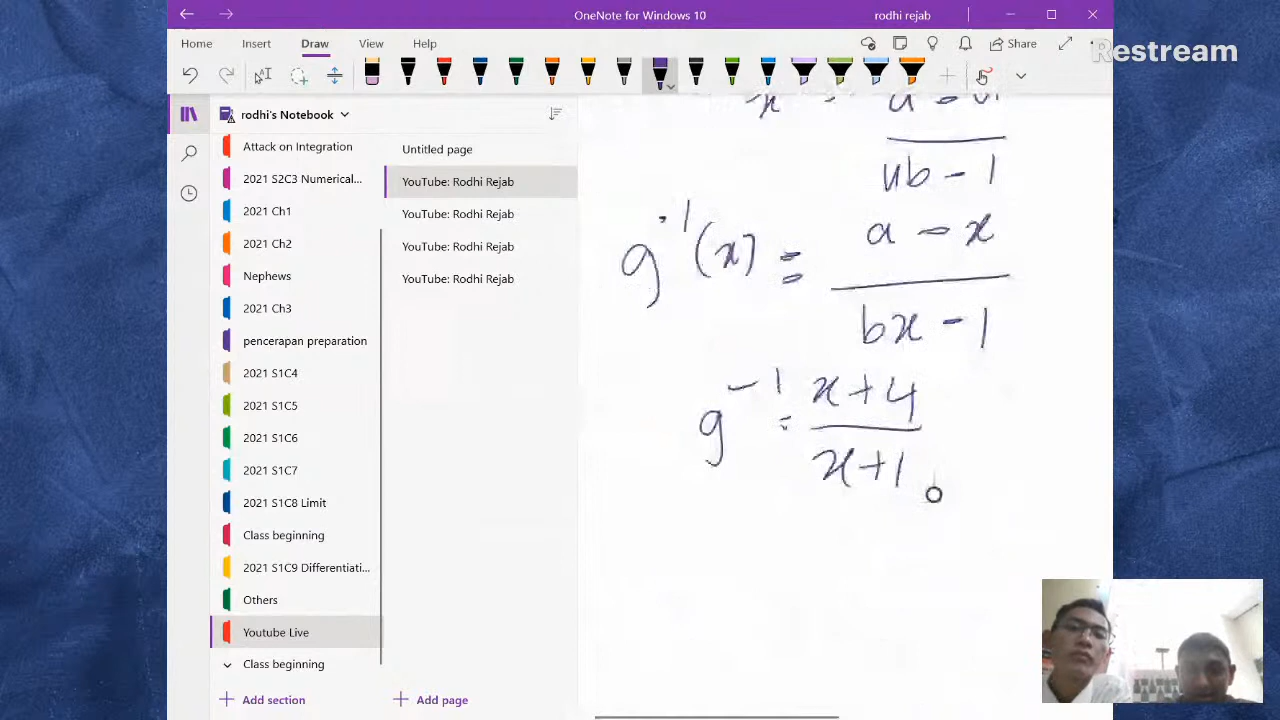 OneNote for Windows 10
rodhi rejab
Restream
Home Insert Draw View Help
Share
rodhi's Notebook
Attack on Integration
2021 S2C3 Numerical...
2021 Ch1
2021 Ch2
Nephews
2021 Ch3
pencerapan preparation
2021 S1C4
2021 S1C5
2021 S1C6
2021 S1C7
2021 S1C8 Limit
Class beginning
2021 S1C9 Differentiati...
Others
Youtube Live
Class beginning
Add section
Untitled page
YouTube: Rodhi Rejab
YouTube: Rodhi Rejab
YouTube: Rodhi Rejab
YouTube: Rodhi Rejab
Add page
ub - 1
g⁻¹(x) = a - x
bx - 1
g⁻¹ = x+4
x+1